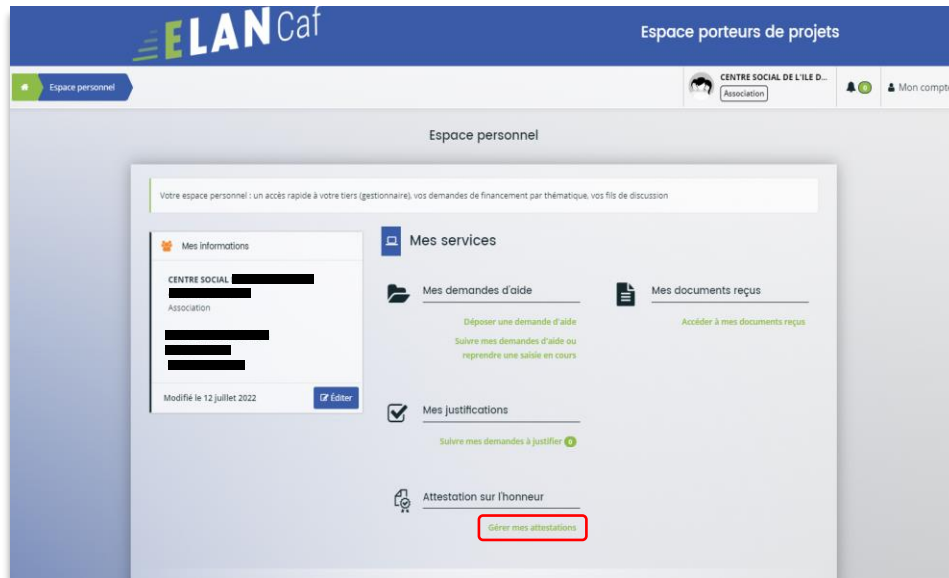 ELANCaf
Espace porteurs de projets
Espace personnel
CENTRE SOCIAL DE L'ILE D...
Association
0
Mon compte
Espace personnel
Votre espace personnel : un accès rapide à votre tiers (gestionnaire), vos demandes de financement par thématique, vos fils de discussion
Mes informations
CENTRE SOCIAL
Association
Modifié le 12 juillet 2022
Éditer
Mes services
Mes demandes d'aide
Déposer une demande d'aide
Suivre mes demandes d'aide ou
reprendre une saisie en cours
Mes documents reçus
Accéder à mes documents reçus
Mes justifications
Suivre mes demandes à justifier 0
Attestation sur l'honneur
Gérer mes attestations